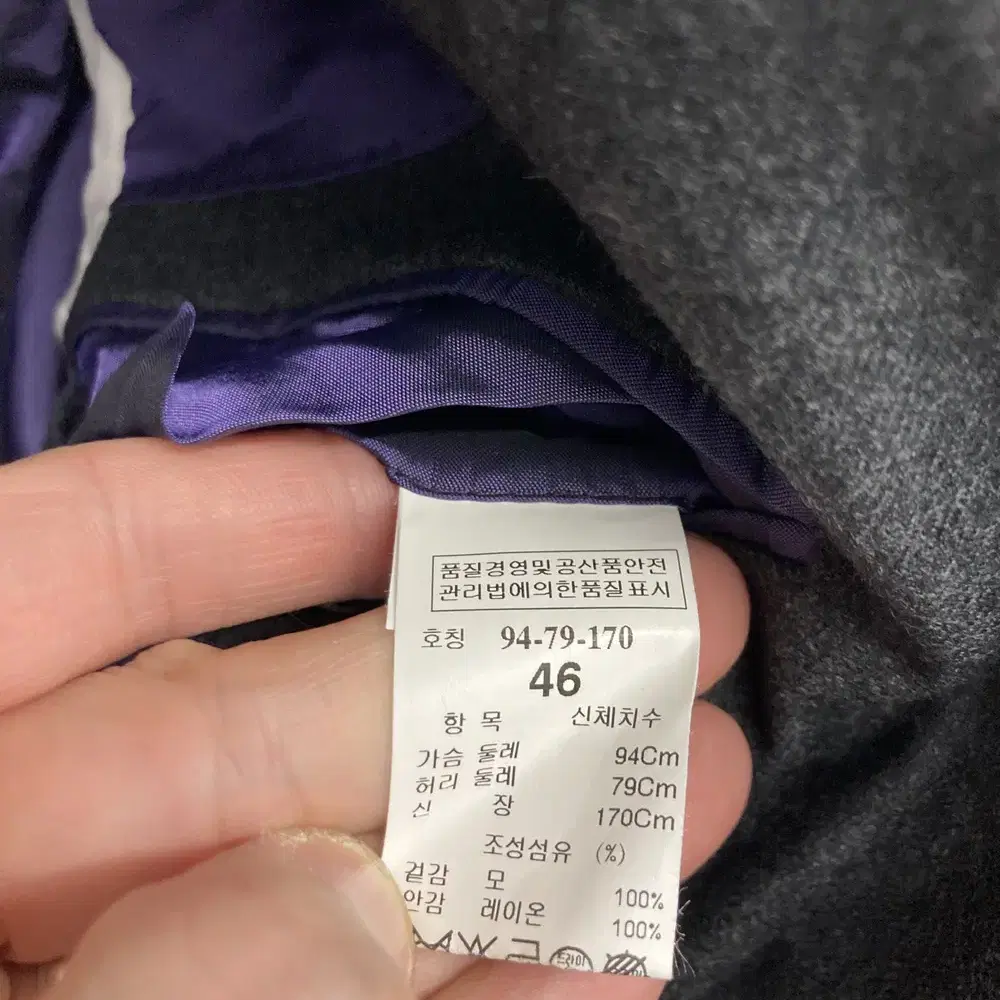 품질경영및공산품안전
관리법에의한품질표시
호칭 94-79-170
46
항 목 신체치수
가슴 둘레 94Cm
허리 둘레 79Cm
신 장 170Cm
조성섬유 (%)
겉감 모 100%
안감 레이온 100%
드라이